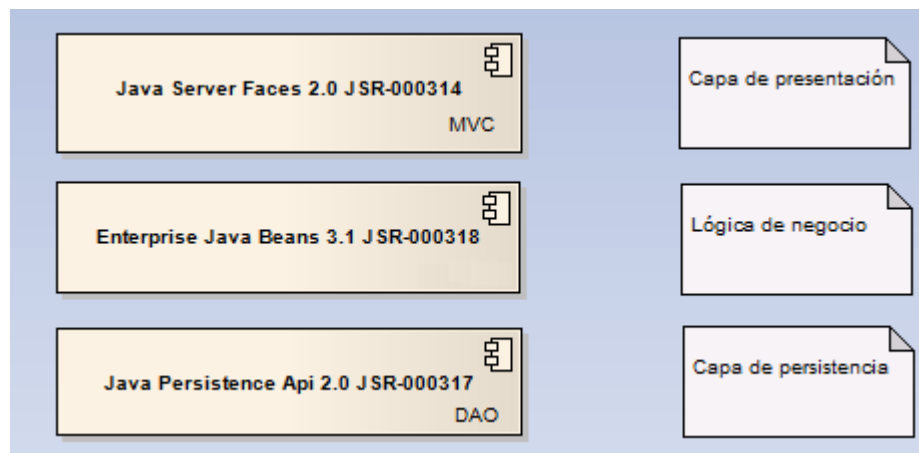 Java Server Faces 2.0 JSR-000314
MVC
Capa de presentación
Enterprise Java Beans 3.1 JSR-000318
Lógica de negocio
Java Persistence Api 2.0 JSR-000317
DAO
Capa de persistencia